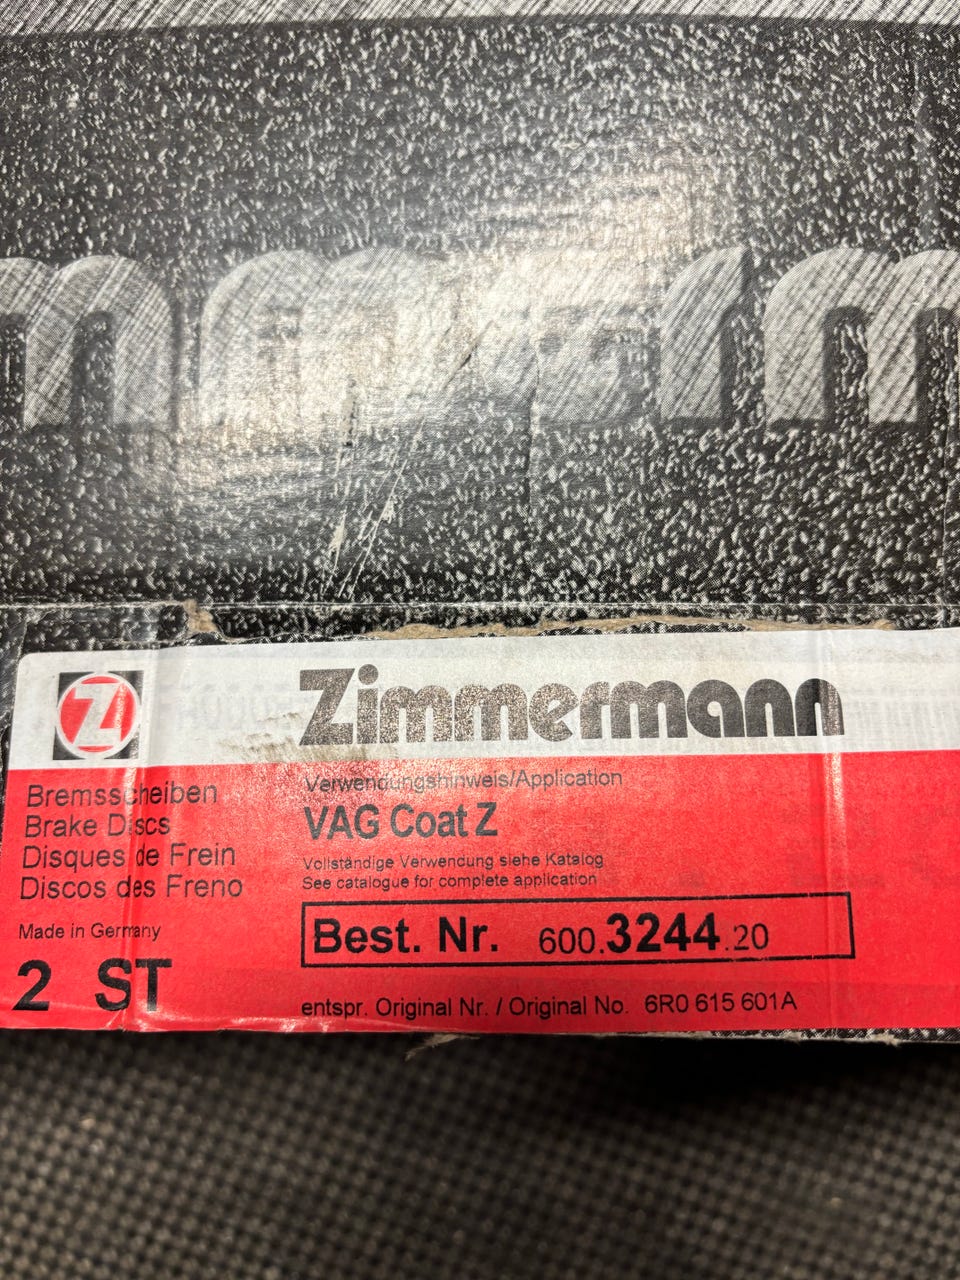 Z
Zimmermann
Bremsscheiben
Brake Discs
Disques de Frein
Discos des Freno
Made in Germany
2 ST
Verwendungshinweis/Application
VAG Coat Z
Vollständige Verwendung siehe Katalog
See catalogue for complete application
Best. Nr. 600.3244.20
entspr. Original Nr. / Original No. 6R0 615 601A